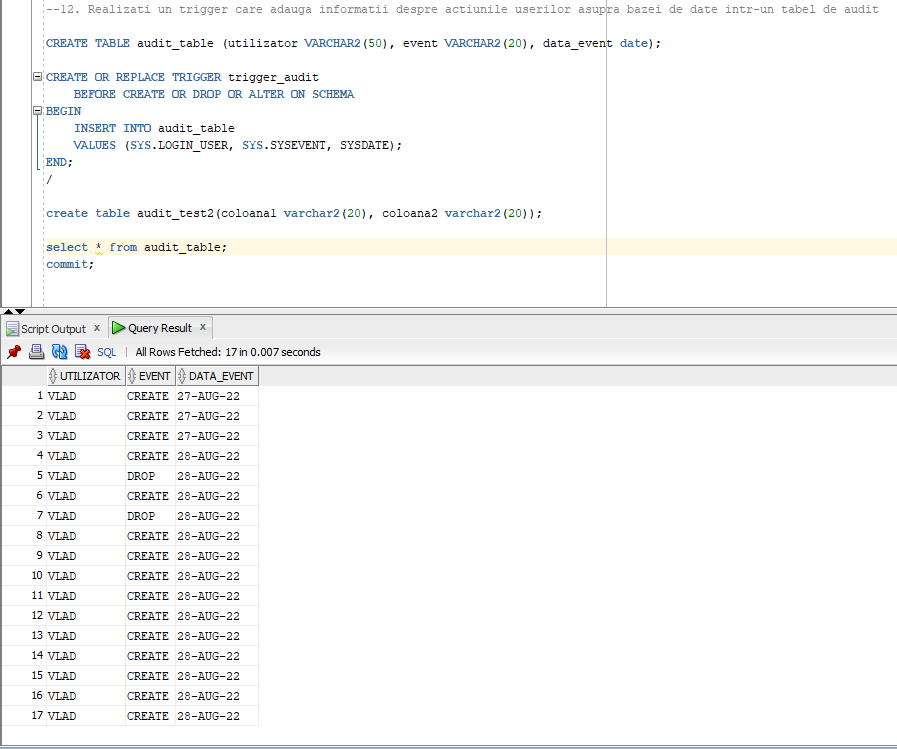 --12. Realizati un trigger care adauga informatii despre actiunile userilor asupra bazei de date intr-un tabel de audit
CREATE TABLE audit_table (utilizator VARCHAR2(50), event VARCHAR2(20), data_event date);
CREATE OR REPLACE TRIGGER trigger_audit
BEFORE CREATE OR DROP OR ALTER ON SCHEMA
BEGIN
INSERT INTO audit_table
VALUES (SYS.LOGIN_USER, SYS.SYSEVENT, SYSDATE);
END;
/
create table audit_test2(coloana1 varchar2(20), coloana2 varchar2(20));
select * from audit_table;
commit;
Script Output x Query Result x
SQL | All Rows Fetched: 17 in 0.007 seconds
UTILIZATOR EVENT DATA_EVENT
1 VLAD CREATE 27-AUG-22
2 VLAD CREATE 27-AUG-22
3 VLAD CREATE 27-AUG-22
4 VLAD CREATE 28-AUG-22
5 VLAD DROP 28-AUG-22
6 VLAD CREATE 28-AUG-22
7 VLAD DROP 28-AUG-22
8 VLAD CREATE 28-AUG-22
9 VLAD CREATE 28-AUG-22
10 VLAD CREATE 28-AUG-22
11 VLAD CREATE 28-AUG-22
12 VLAD CREATE 28-AUG-22
13 VLAD CREATE 28-AUG-22
14 VLAD CREATE 28-AUG-22
15 VLAD CREATE 28-AUG-22
16 VLAD CREATE 28-AUG-22
17 VLAD CREATE 28-AUG-22